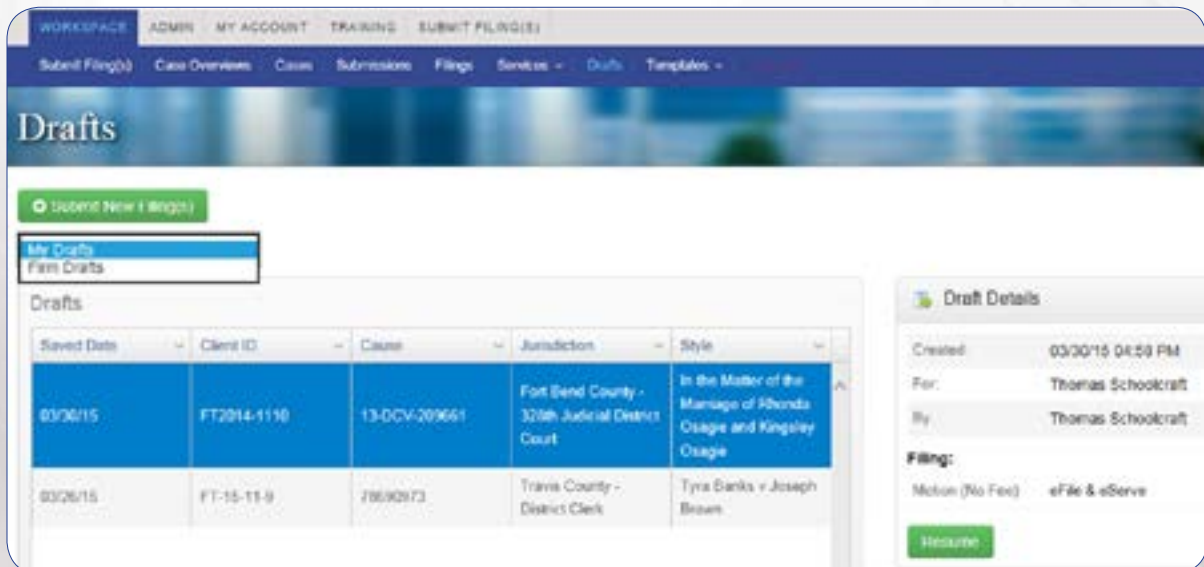 WORKSPACE ADMIN MY ACCOUNT TRAINING SUBMIT FILING(S)
Submit Filing(s) Case Overviews Cases Submissions Filings Services Drafts Templates
Drafts
Submit New Filing(s)
My Drafts
Firm Drafts
Drafts
Saved Date Client ID Cause Jurisdiction Style
03/30/15 FT2014-1110 13-DCV-209661
Fort Bend County -
328th Judicial District
Court
In the Matter of the
Marriage of Rhonda
Osagie and Kingsley
Osagie
03/26/15 FT-15-11-9 78690973
Travis County -
District Clerk
Tyra Banks v Joseph
Brown
Draft Details
Created: 03/30/15 04:58 PM
For: Thomas Schoolcraft
By Thomas Schoolcraft
Filing:
Motion (No Fee) eFile & eServe
Resume